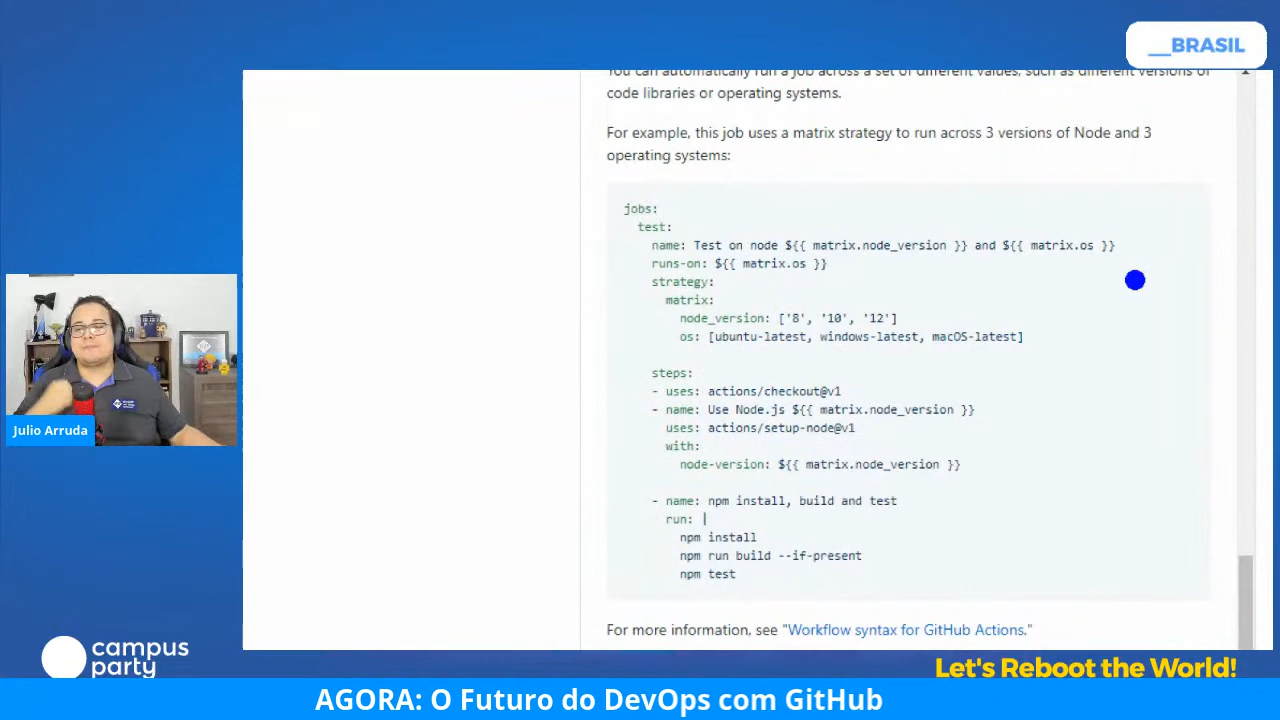 __BRASIL
You can automatically run a job across a set of different values, such as different versions of
code libraries or operating systems.
For example, this job uses a matrix strategy to run across 3 versions of Node and 3
operating systems:
jobs:
  test:
    name: Test on node ${{ matrix.node_version }} and ${{ matrix.os }}
    runs-on: ${{ matrix.os }}
    strategy:
      matrix:
        node_version: ['8', '10', '12']
        os: [ubuntu-latest, windows-latest, macOS-latest]
    steps:
    - uses: actions/checkout@v1
    - name: Use Node.js ${{ matrix.node_version }}
      uses: actions/setup-node@v1
      with:
        node-version: ${{ matrix.node_version }}
    - name: npm install, build and test
      run: |
        npm install
        npm run build --if-present
        npm test
For more information, see "Workflow syntax for GitHub Actions."
Julio Arruda
campus
party
Let's Reboot the World!
AGORA: O Futuro do DevOps com GitHub